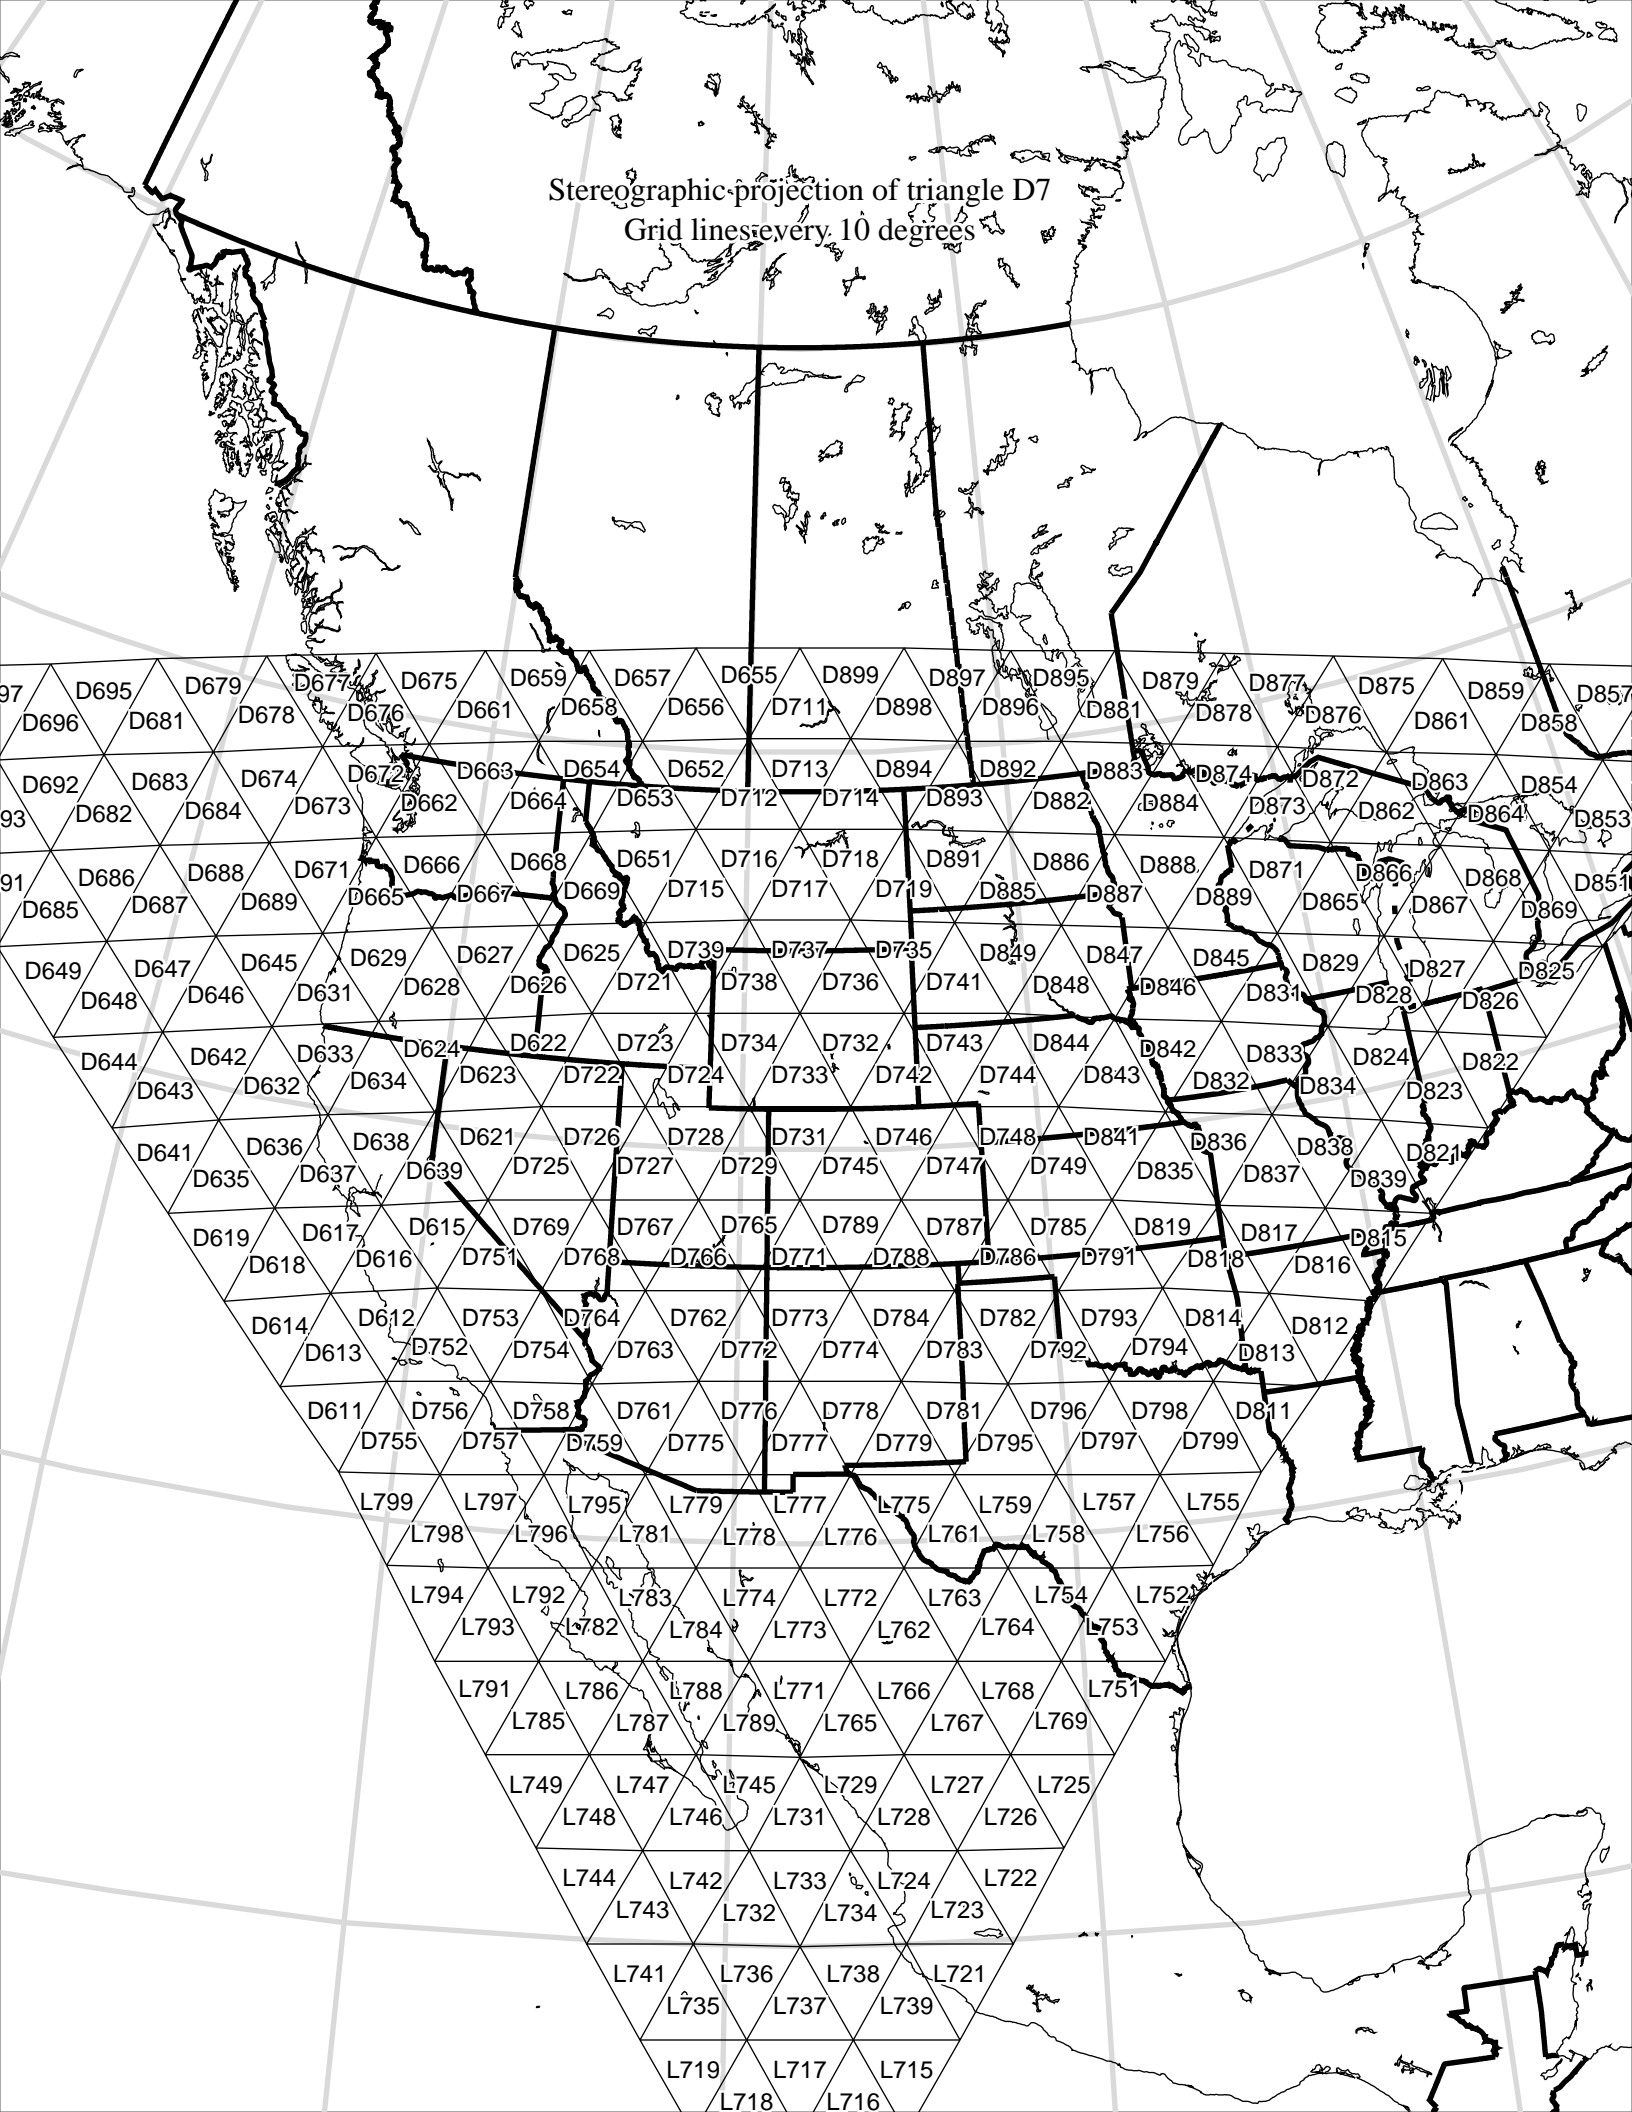 Stereographic projection of triangle D7
Grid lines every 10 degrees
97 D695 D679 D677 D675 D659 D657 D655 D899 D897 D895 D879 D877 D875 D859 D857
D696 D681 D678 D676 D661 D658 D656 D711 D898 D896 D881 D878 D876 D861 D858
D692 D683 D674 D672 D663 D654 D652 D713 D894 D892 D883 D874 D872 D863 D854
93 D682 D684 D673 D662 D664 D653 D712 D714 D893 D882 D884 D873 D862 D864 D853
91 D686 D688 D671 D666 D668 D651 D716 D718 D891 D886 D888 D871 D866 D868 D851
D685 D687 D689 D665 D667 D669 D715 D717 D719 D885 D887 D889 D865 D867 D869
D649 D647 D645 D629 D627 D625 D739 D737 D735 D849 D847 D845 D829 D827 D825
D648 D646 D631 D628 D626 D721 D738 D736 D741 D848 D846 D831 D828 D826
D644 D642 D633 D624 D622 D723 D734 D732 D743 D844 D842 D833 D824 D822
D643 D632 D634 D623 D722 D724 D733 D742 D744 D843 D832 D834 D823
D641 D636 D638 D621 D726 D728 D731 D746 D748 D841 D836 D838 D821
D635 D637 D639 D725 D727 D729 D745 D747 D749 D835 D837 D839
D619 D617 D615 D769 D767 D765 D789 D787 D785 D819 D817 D815
D618 D616 D751 D768 D766 D771 D788 D786 D791 D818 D816
D614 D612 D753 D764 D762 D773 D784 D782 D793 D814 D812
D613 D752 D754 D763 D772 D774 D783 D792 D794 D813
D611 D756 D758 D761 D776 D778 D781 D796 D798 D811
D755 D757 D759 D775 D777 D779 D795 D797 D799
L799 L797 L795 L779 L777 L775 L759 L757 L755
L798 L796 L781 L778 L776 L761 L758 L756
L794 L792 L783 L774 L772 L763 L754 L752
L793 L782 L784 L773 L762 L764 L753
L791 L786 L788 L771 L766 L768 L751
L785 L787 L789 L765 L767 L769
L749 L747 L745 L729 L727 L725
L748 L746 L731 L728 L726
L744 L742 L733 L724 L722
L743 L732 L734 L723
L741 L736 L738 L721
L735 L737 L739
L719 L717 L715
L718 L716